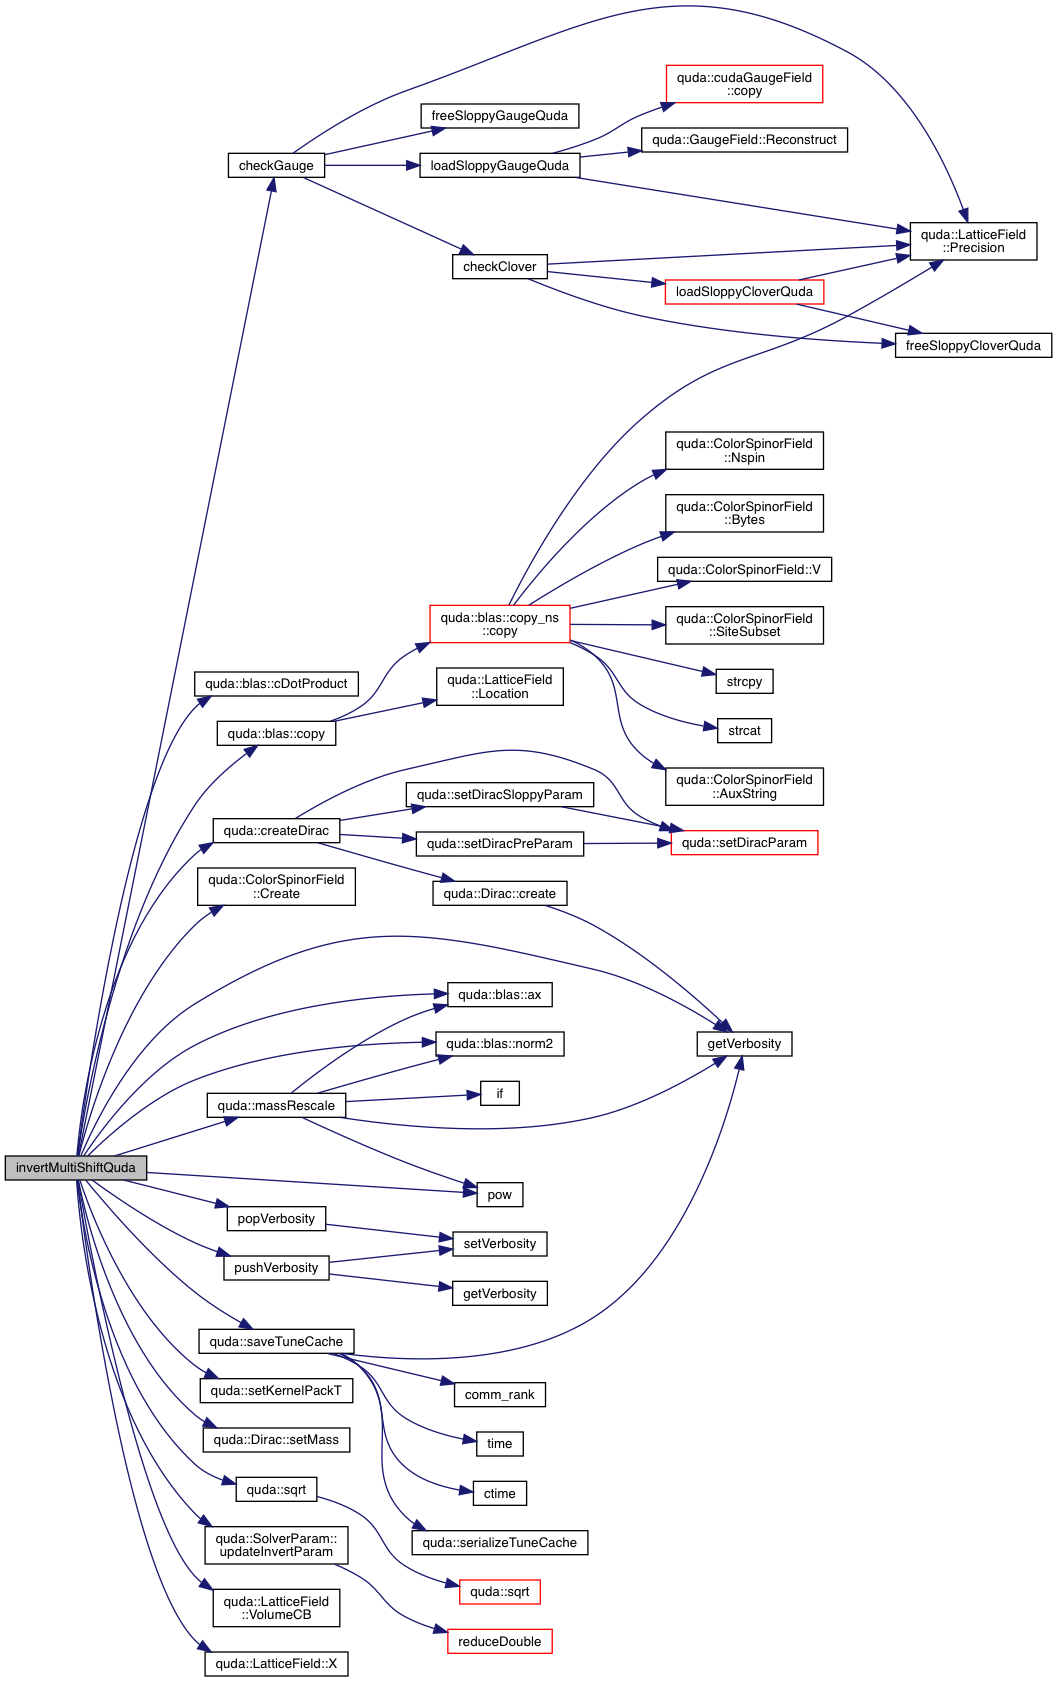 quda::cudaGaugeField
::copy
freeSloppyGaugeQuda
quda::GaugeField::Reconstruct
checkGauge
loadSloppyGaugeQuda
quda::LatticeField
::Precision
checkClover
loadSloppyCloverQuda
freeSloppyCloverQuda
quda::ColorSpinorField
::Nspin
quda::ColorSpinorField
::Bytes
quda::ColorSpinorField::V
quda::blas::copy_ns
::copy
quda::ColorSpinorField
::SiteSubset
quda::blas::cDotProduct
quda::LatticeField
::Location
strcpy
quda::blas::copy
strcat
quda::ColorSpinorField
::AuxString
quda::setDiracSloppyParam
quda::createDirac
quda::setDiracPreParam
quda::setDiracParam
quda::ColorSpinorField
::Create
quda::Dirac::create
quda::blas::ax
quda::blas::norm2
getVerbosity
if
quda::massRescale
invertMultiShiftQuda
pow
popVerbosity
setVerbosity
pushVerbosity
getVerbosity
quda::saveTuneCache
quda::setKernelPackT
comm_rank
quda::Dirac::setMass
time
quda::sqrt
ctime
quda::SolverParam::
updateInvertParam
quda::serializeTuneCache
quda::LatticeField
::VolumeCB
quda::sqrt
reduceDouble
quda::LatticeField::X